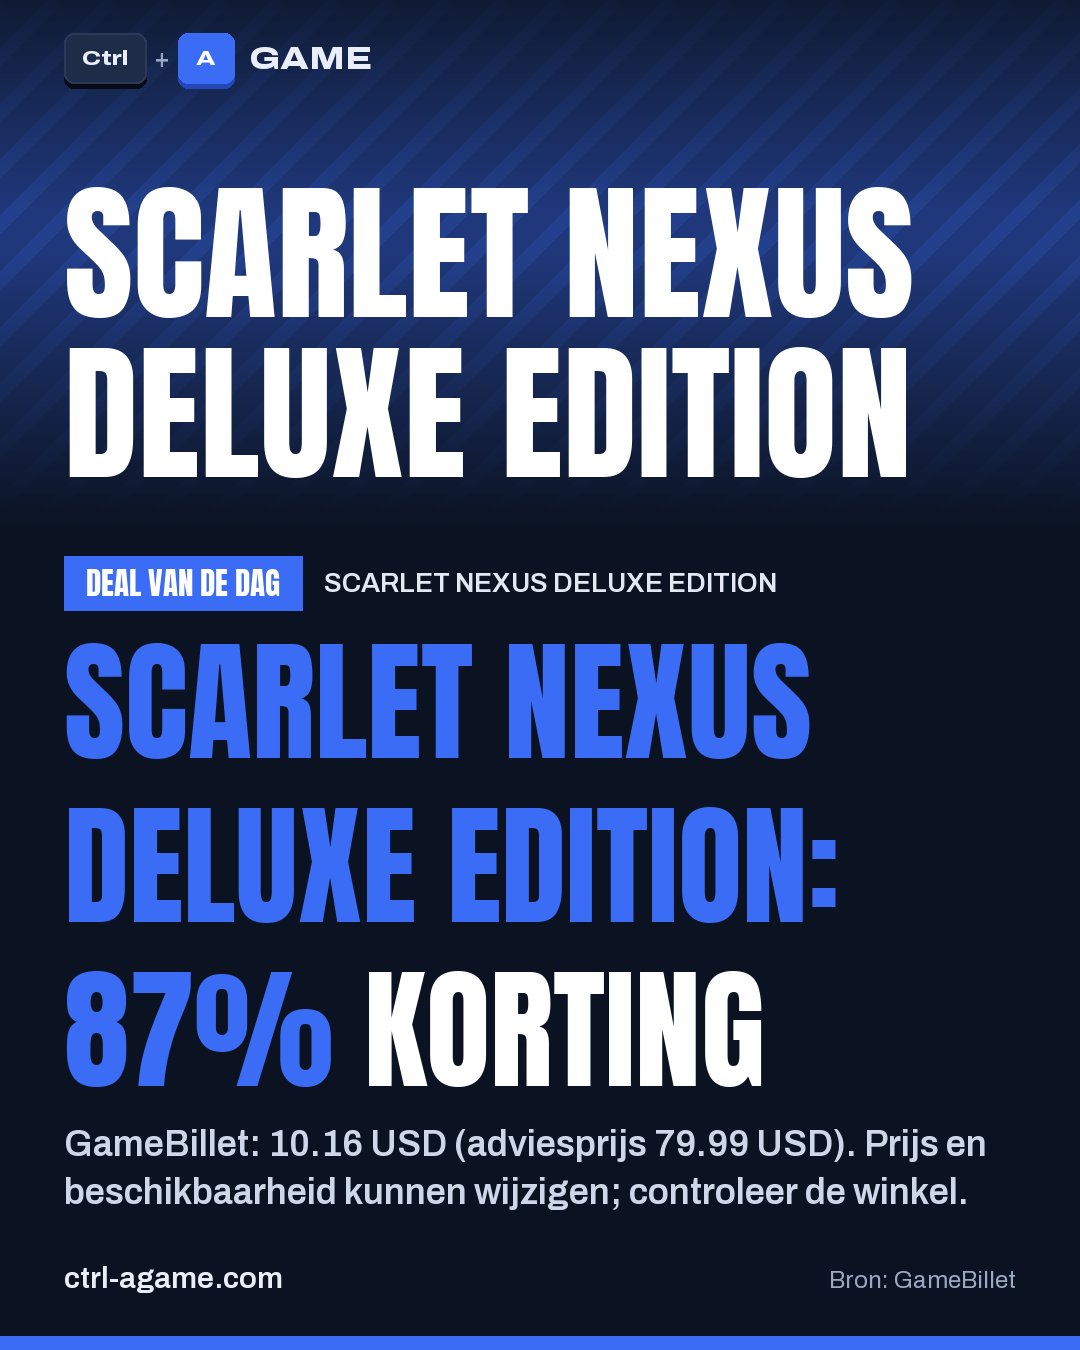 Ctrl + A GAME
SCARLET NEXUS
DELUXE EDITION
DEAL VAN DE DAG SCARLET NEXUS DELUXE EDITION
SCARLET NEXUS
DELUXE EDITION:
87% KORTING
GameBillet: 10.16 USD (adviesprijs 79.99 USD). Prijs en
beschikbaarheid kunnen wijzigen; controleer de winkel.
ctrl-agame.com Bron: GameBillet